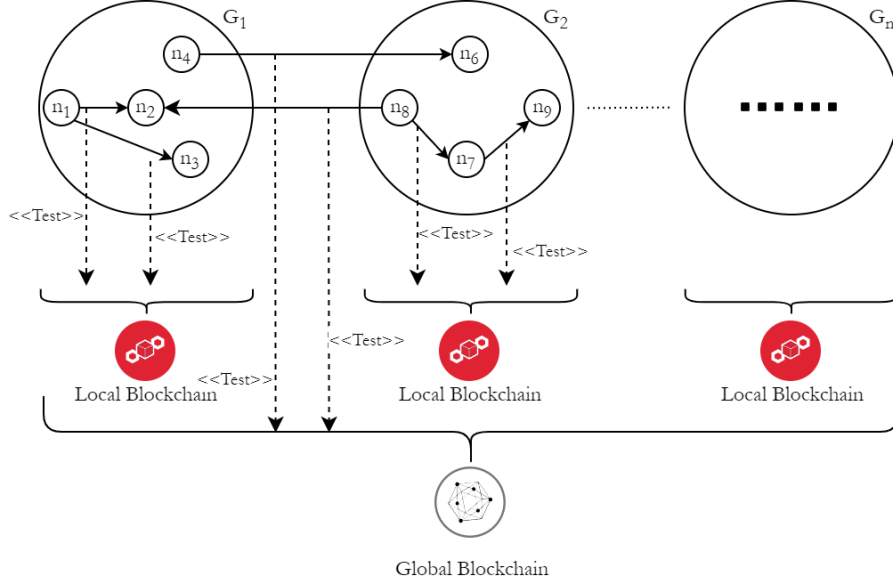 G1
G2
Gn
n4
n6
n1
n2
n8
n9
n3
n7
<<Test>>
<<Test>>
<<Test>>
<<Test>>
<<Test>>
<<Test>>
Local Blockchain
Local Blockchain
Local Blockchain
Global Blockchain